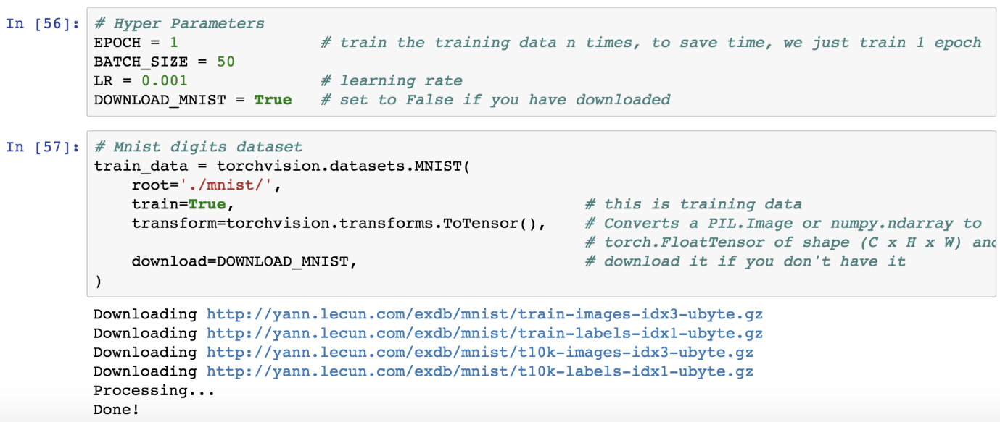 In [56]: # Hyper Parameters
EPOCH = 1               # train the training data n times, to save time, we just train 1 epoch
BATCH_SIZE = 50
LR = 0.001              # learning rate
DOWNLOAD_MNIST = True   # set to False if you have downloaded
In [57]: # Mnist digits dataset
train_data = torchvision.datasets.MNIST(
    root='./mnist/',
    train=True,                                     # this is training data
    transform=torchvision.transforms.ToTensor(),    # Converts a PIL.Image or numpy.ndarray to
                                                    # torch.FloatTensor of shape (C x H x W) and
    download=DOWNLOAD_MNIST,                        # download it if you don't have it
)
Downloading http://yann.lecun.com/exdb/mnist/train-images-idx3-ubyte.gz
Downloading http://yann.lecun.com/exdb/mnist/train-labels-idx1-ubyte.gz
Downloading http://yann.lecun.com/exdb/mnist/t10k-images-idx3-ubyte.gz
Downloading http://yann.lecun.com/exdb/mnist/t10k-labels-idx1-ubyte.gz
Processing...
Done!